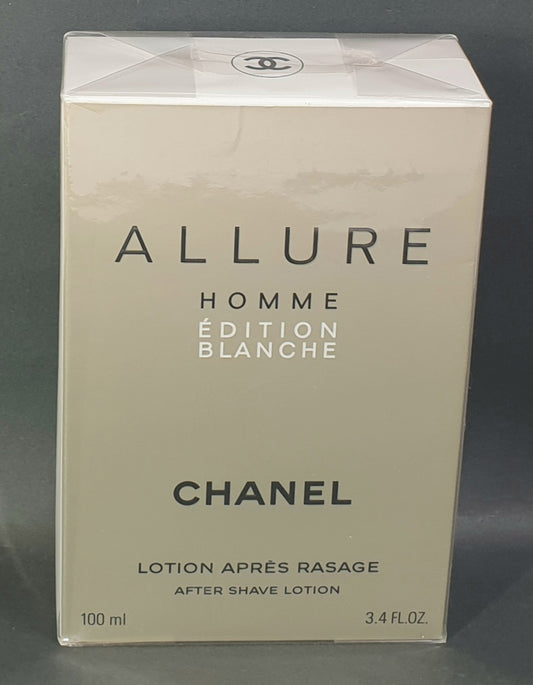 ALLURE
HOMME
ÉDITION
BLANCHE
CHANEL
LOTION APRÈS RASAGE
AFTER SHAVE LOTION
100 ml 3.4 FL.OZ.